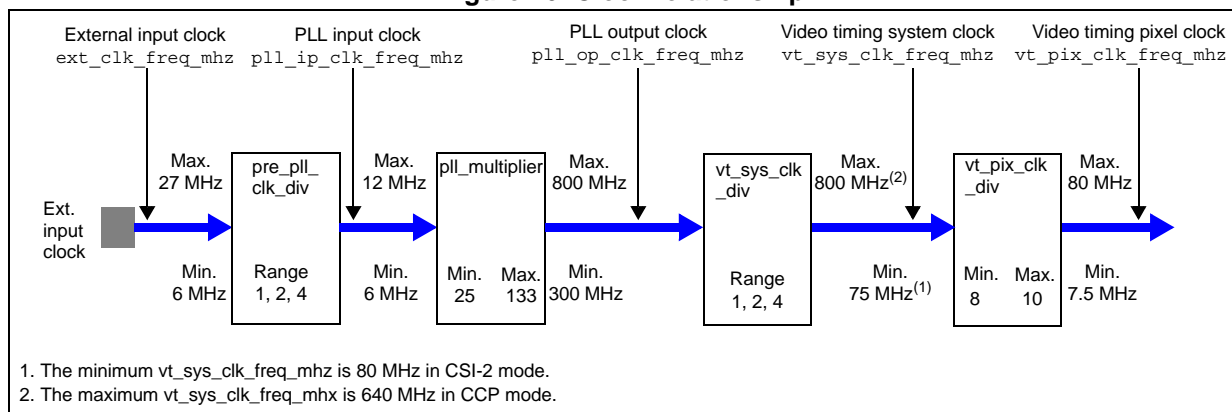 External input clock
ext_clk_freq_mhz
PLL input clock
pll_ip_clk_freq_mhz
PLL output clock
pll_op_clk_freq_mhz
Video timing system clock
vt_sys_clk_freq_mhz
Video timing pixel clock
vt_pix_clk_freq_mhz
Ext.
input
clock
Max.
27 MHz
Min.
6 MHz
pre_pll_
clk_div
Range
1, 2, 4
Max.
12 MHz
Min.
6 MHz
pll_multiplier
Min. Max.
25 133
Max.
800 MHz
Min.
300 MHz
vt_sys_clk
_div
Range
1, 2, 4
Max.
800 MHz(2)
Min.
75 MHz(1)
vt_pix_clk
_div
Min. Max.
8 10
Max.
80 MHz
Min.
7.5 MHz
1. The minimum vt_sys_clk_freq_mhz is 80 MHz in CSI-2 mode.
2. The maximum vt_sys_clk_freq_mhx is 640 MHz in CCP mode.